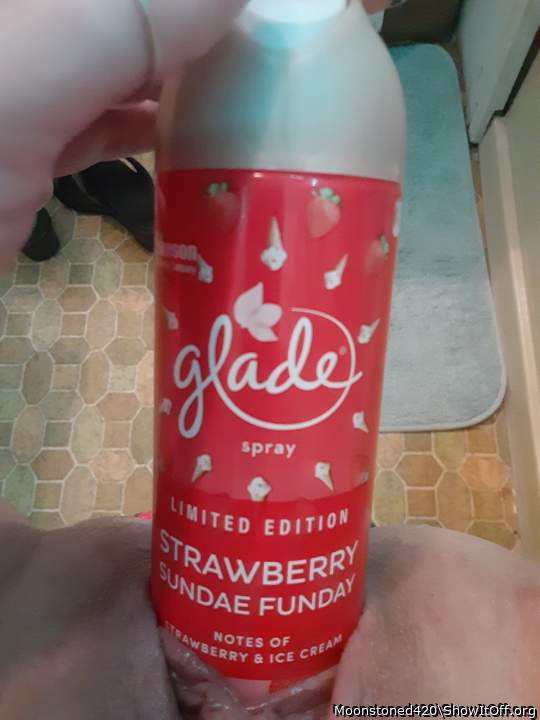 glade
spray
LIMITED EDITION
STRAWBERRY
SUNDAE FUNDAY
NOTES OF
STRAWBERRY & ICE CREAM
Moonstoned420\ShowItOff.org